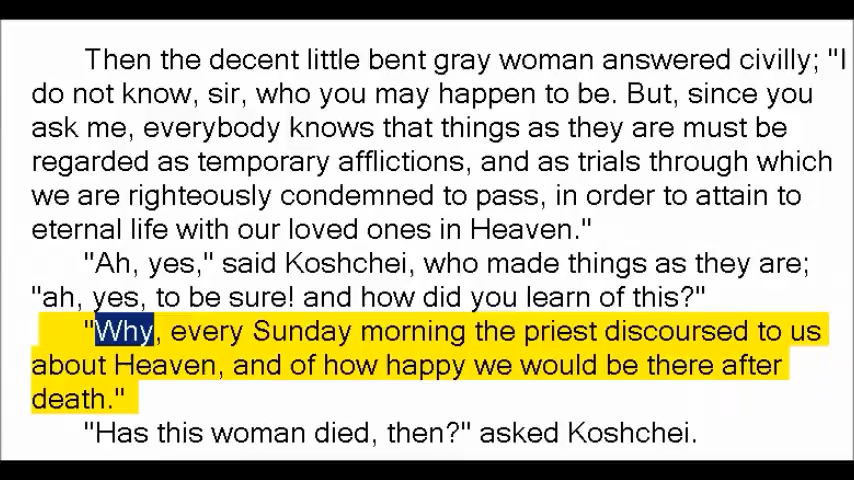 Then the decent little bent gray woman answered civilly; "I
do not know, sir, who you may happen to be. But, since you
ask me, everybody knows that things as they are must be
regarded as temporary afflictions, and as trials through which
we are righteously condemned to pass, in order to attain to
eternal life with our loved ones in Heaven."
"Ah, yes," said Koshchei, who made things as they are;
"ah, yes, to be sure! and how did you learn of this?"
"Why, every Sunday morning the priest discoursed to us
about Heaven, and of how happy we would be there after
death."
"Has this woman died, then?" asked Koshchei.